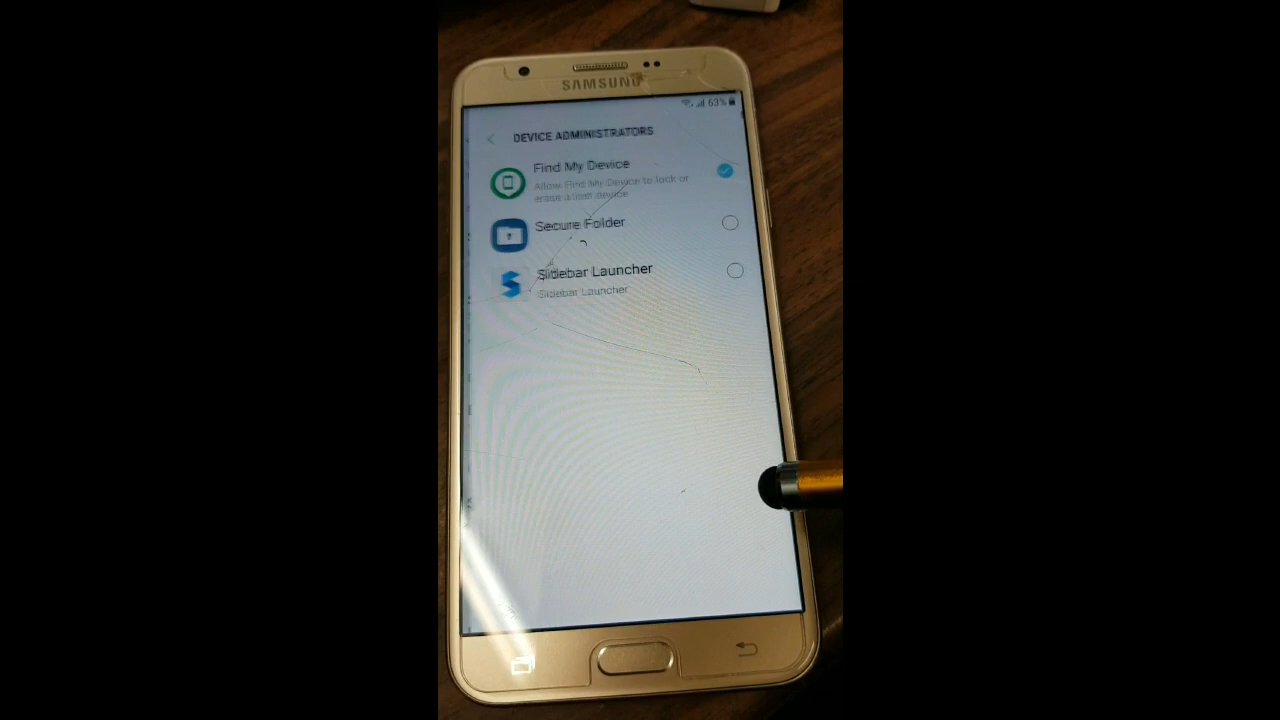 SAMSUNG
63%
DEVICE ADMINISTRATORS
Find My Device
Allow Find My Device to lock or
erase a lost device
Secure Folder
Sidebar Launcher
Sidebar Launcher